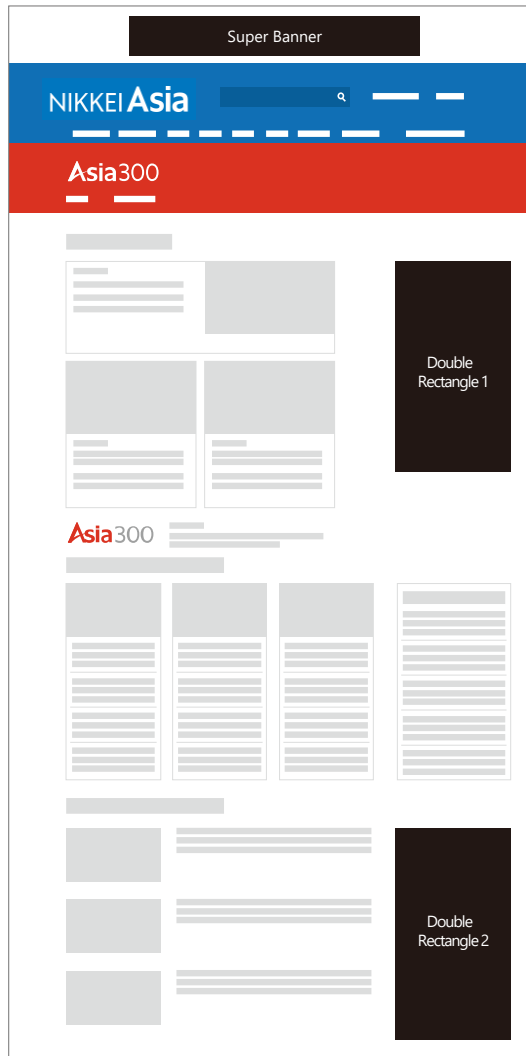 Super Banner
NIKKEI Asia
Asia300
Double
Rectangle 1
Asia300
Double
Rectangle 2